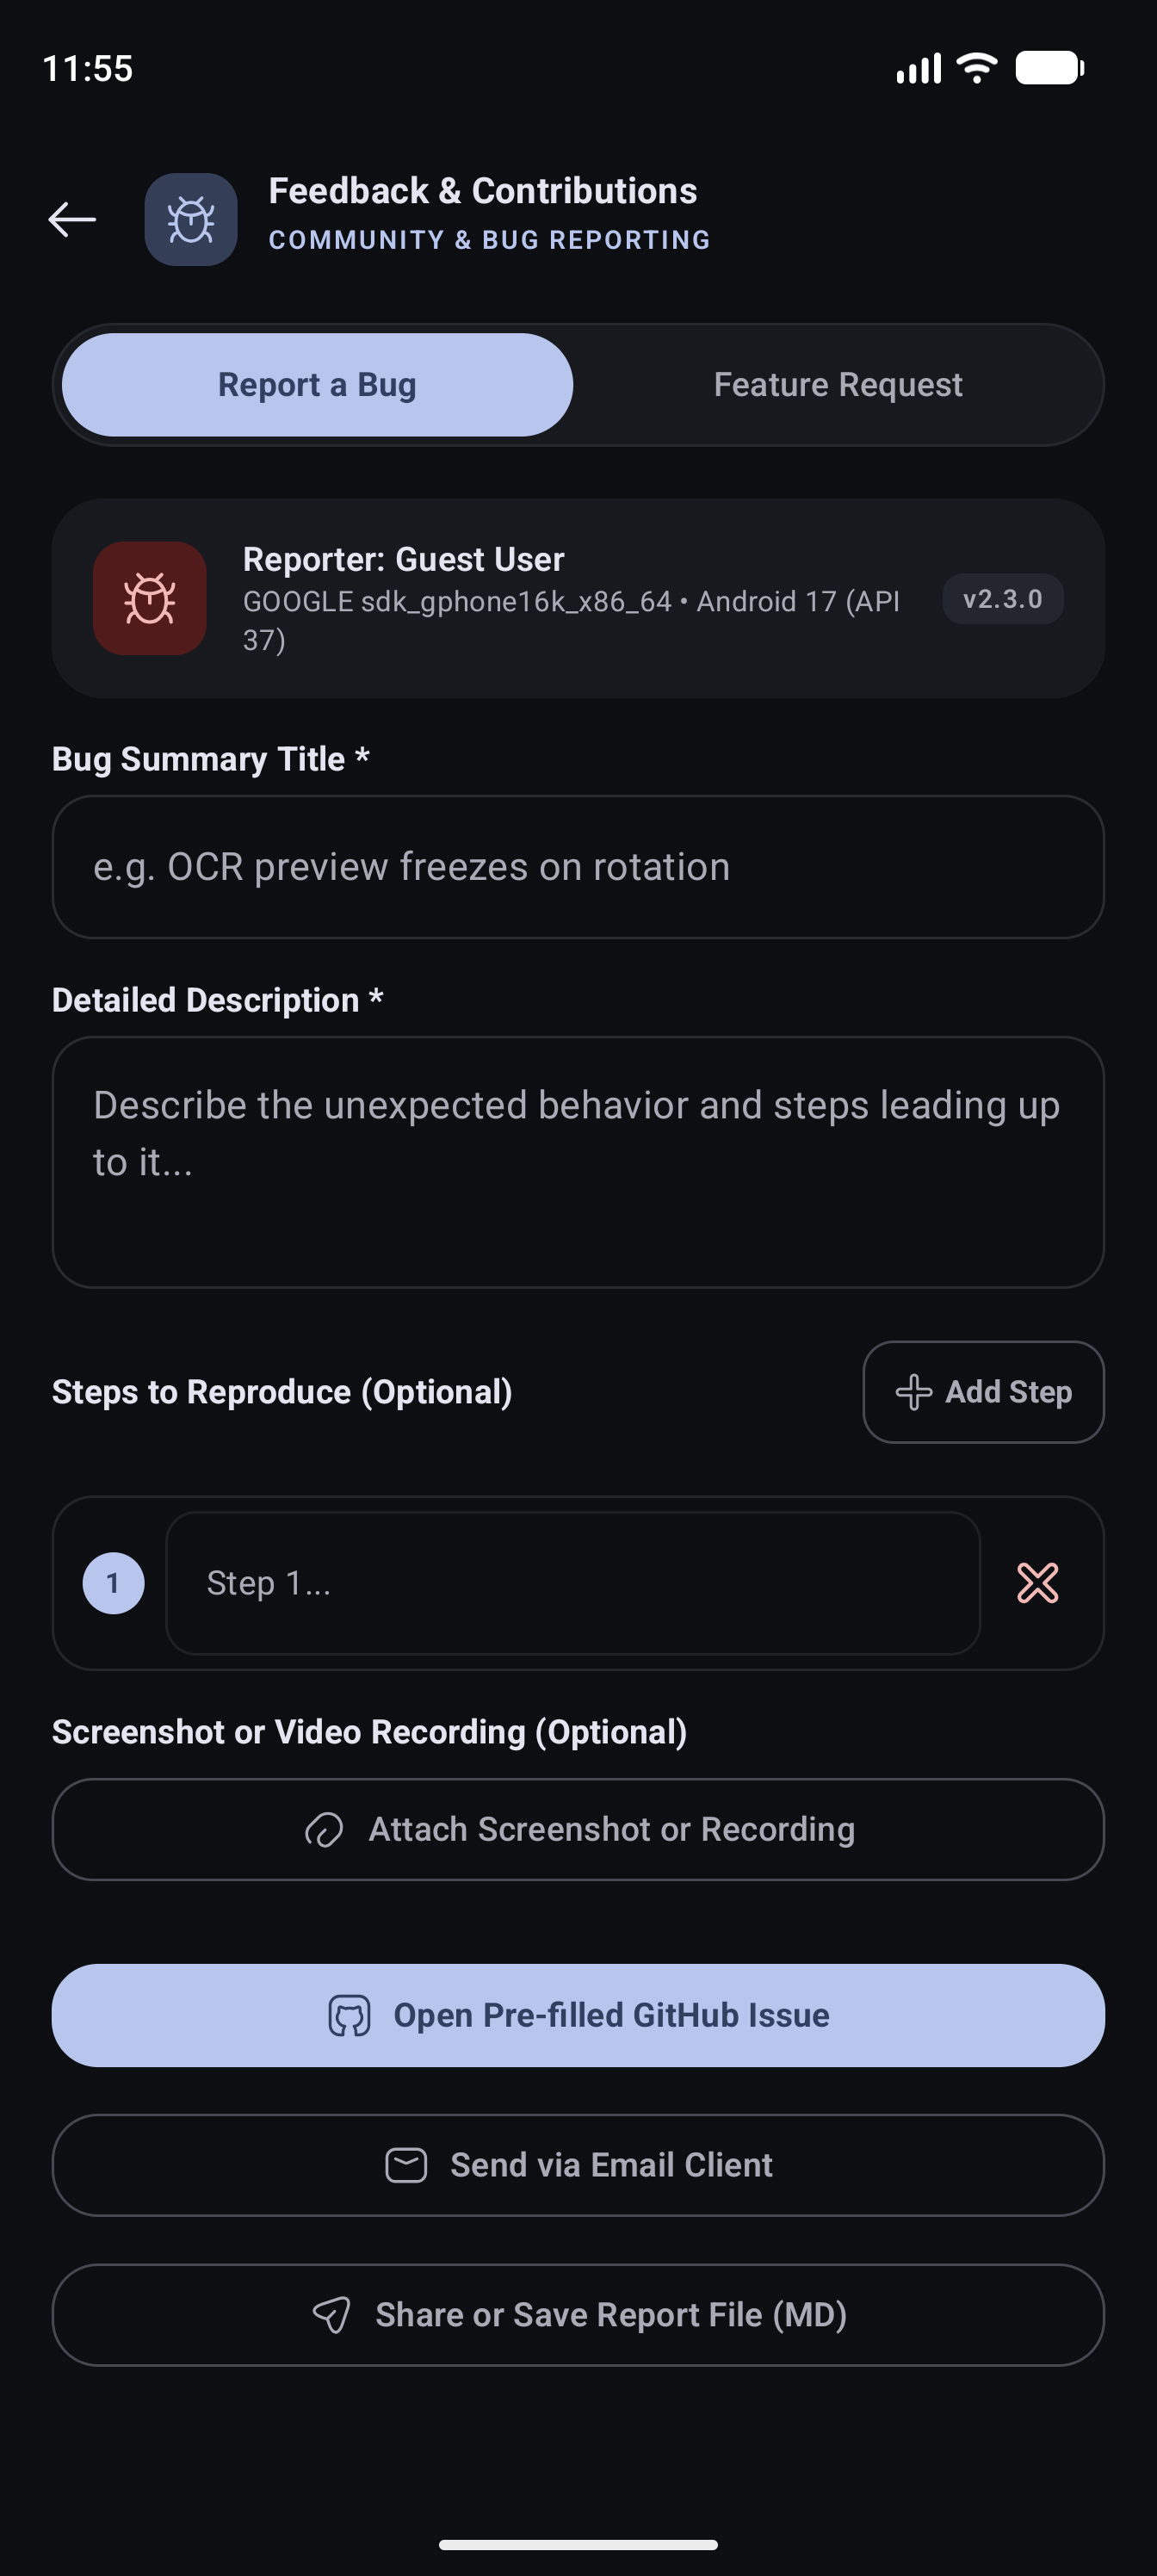 11:55
Feedback & Contributions
COMMUNITY & BUG REPORTING
Report a Bug
Feature Request
Reporter: Guest User
GOOGLE sdk_gphone16k_x86_64 • Android 17 (API
37)
v2.3.0
Bug Summary Title *
e.g. OCR preview freezes on rotation
Detailed Description *
Describe the unexpected behavior and steps leading up
to it...
Steps to Reproduce (Optional)
Add Step
1
Step 1...
Screenshot or Video Recording (Optional)
Attach Screenshot or Recording
Open Pre-filled GitHub Issue
Send via Email Client
Share or Save Report File (MD)